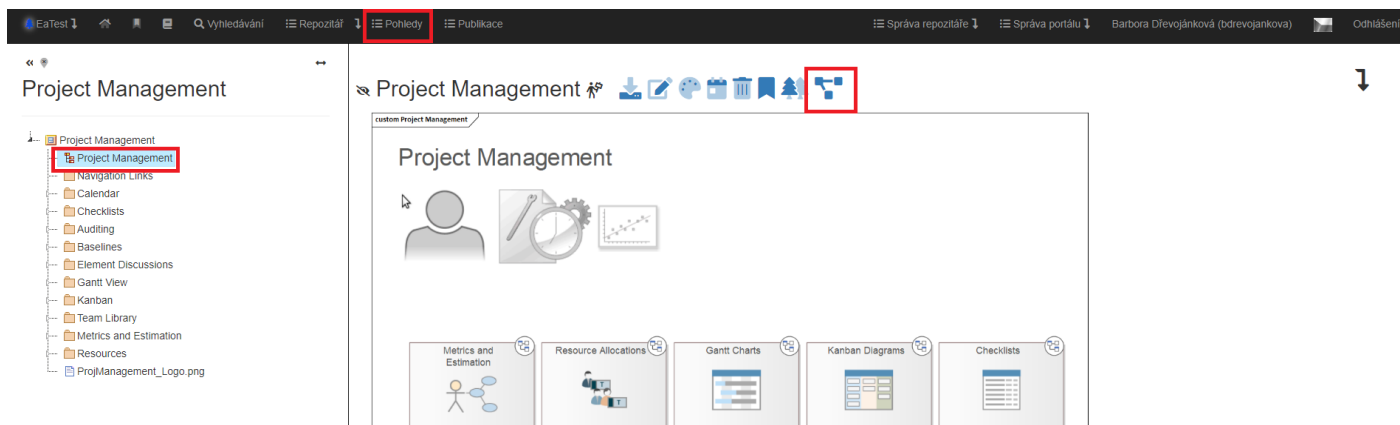 EaTest
Vyhledávání
Repozitář
Pohledy
Publikace
Správa repozitáře
Správa portálu
Barbora Dřevojánková (bdrevojankova)
Odhlášení
Project Management
Project Management
Project Management
Navigation Links
Calendar
Checklists
Auditing
Baselines
Element Discussions
Gantt View
Kanban
Team Library
Metrics and Estimation
Resources
ProjManagement_Logo.png
Project Management
custom Project Management
Project Management
Metrics and
Estimation
Resource Allocations
Gantt Charts
Kanban Diagrams
Checklists
T
T